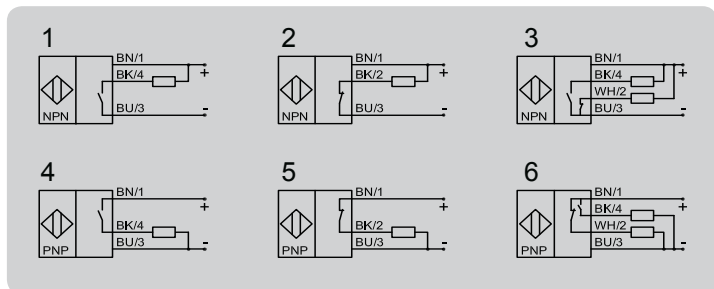 1
BN/1
BK/4
+
BU/3
-
NPN
2
BN/1
BK/2
+
BU/3
-
NPN
3
BN/1
BK/4
+
WH/2
BU/3
-
NPN
4
BN/1
+
BK/4
BU/3
-
PNP
5
BN/1
+
BK/2
BU/3
-
PNP
6
BN/1
+
BK/4
WH/2
BU/3
-
PNP